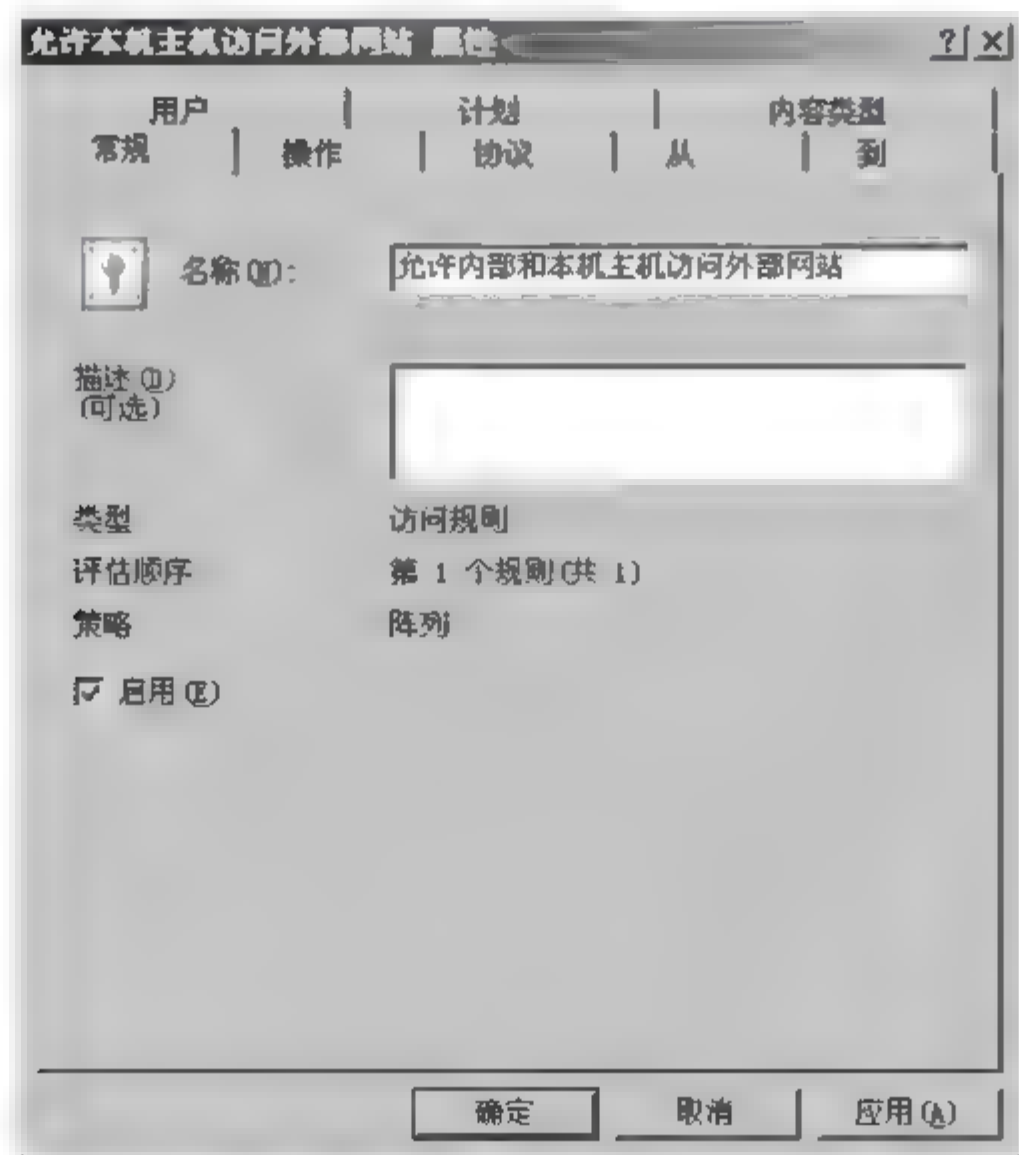 允许本机主机访问外部网站 属性
? ×
用户 计划 内容类型
常规 操作 协议 从 到
名称(N): 允许内部和本机主机访问外部网站
描述(D)
(可选)
类型 访问规则
评估顺序 第 1 个规则(共 1)
策略 阵列
启用(E)
确定 取消 应用(A)